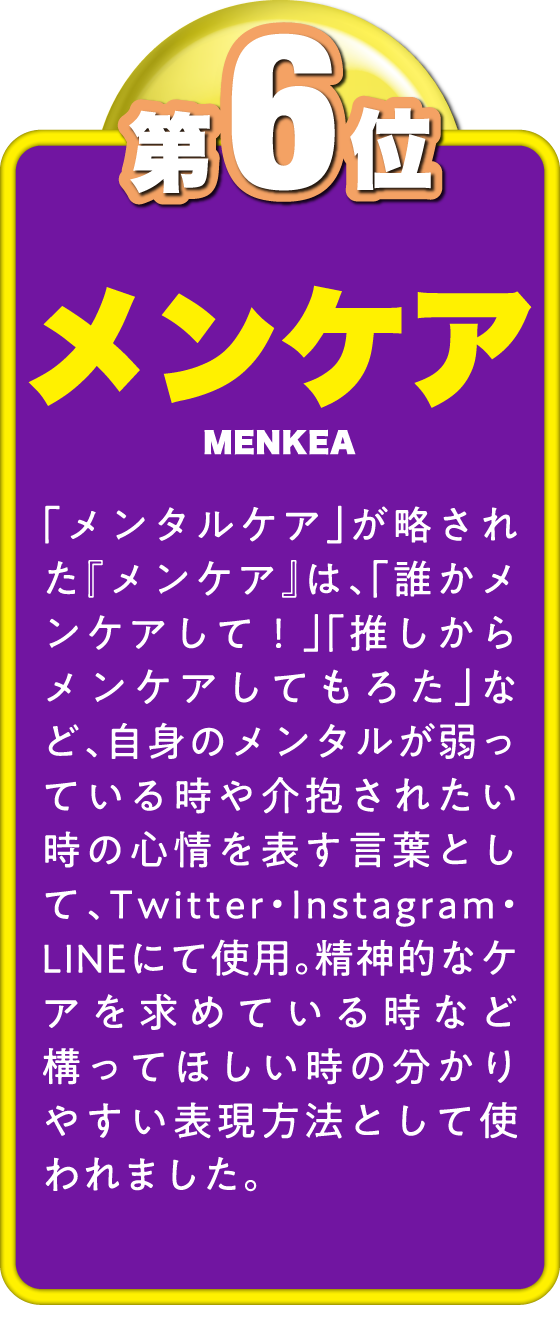 第6位
メンケア
MENKEA
「メンタルケア」が略され
た『メンケア』は、「誰かメ
ンケアして！」「推しから
メンケアしてもろた」な
ど、自身のメンタルが弱っ
ている時や介抱されたい
時の心情を表す言葉とし
て、Twitter・Instagram・
LINEにて使用。精神的なケ
アを求めている時など
構ってほしい時の分かり
やすい表現方法として使
われました。